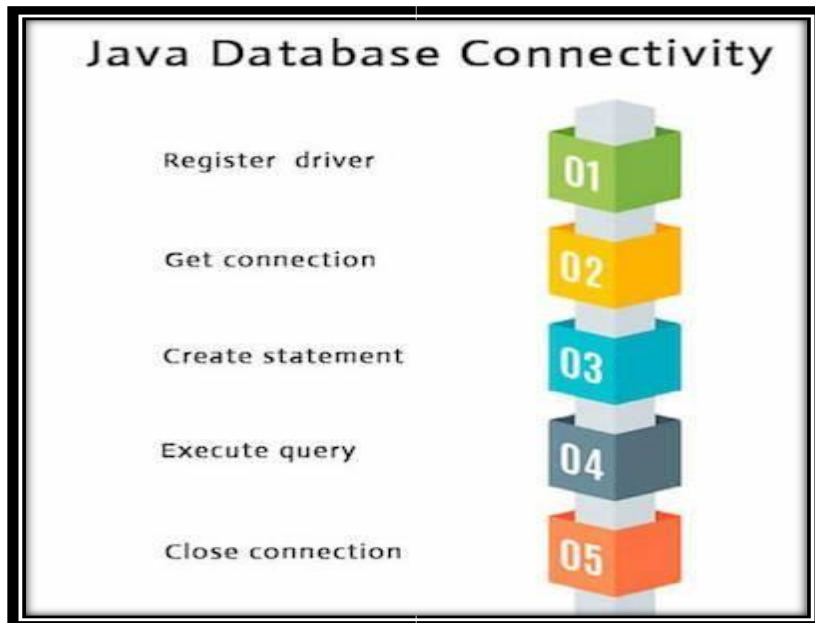 Java Database Connectivity
Register driver
01
Get connection
02
Create statement
03
Execute query
04
Close connection
05